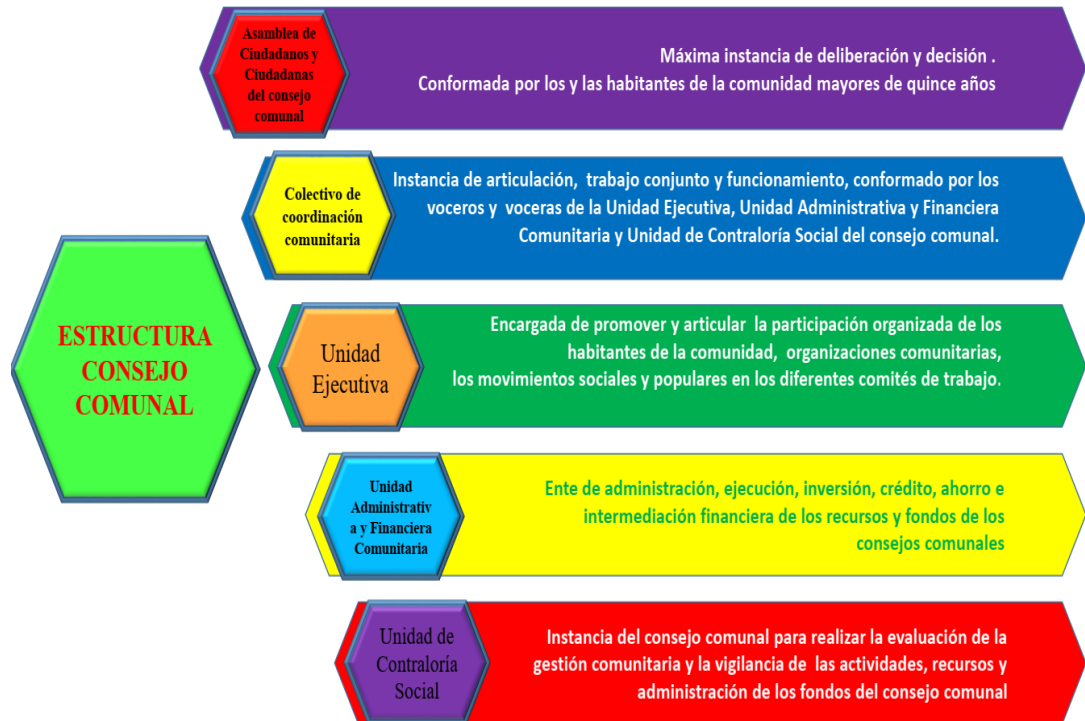 ESTRUCTURA
CONSEJO
COMUNAL
Asamblea de
Ciudadanos y
Ciudadanas
del consejo
comunal
Máxima instancia de deliberación y decisión .
Conformada por los y las habitantes de la comunidad mayores de quince años
Colectivo de
coordinación
comunitaria
Instancia de articulación, trabajo conjunto y funcionamiento, conformado por los
voceros y voceras de la Unidad Ejecutiva, Unidad Administrativa y Financiera
Comunitaria y Unidad de Contraloría Social del consejo comunal.
Unidad
Ejecutiva
Encargada de promover y articular la participación organizada de los
habitantes de la comunidad, organizaciones comunitarias,
los movimientos sociales y populares en los diferentes comités de trabajo.
Unidad
Administrativ
a y Financiera
Comunitaria
Ente de administración, ejecución, inversión, crédito, ahorro e
intermediación financiera de los recursos y fondos de los
consejos comunales
Unidad de
Contraloría
Social
Instancia del consejo comunal para realizar la evaluación de la
gestión comunitaria y la vigilancia de las actividades, recursos y
administración de los fondos del consejo comunal